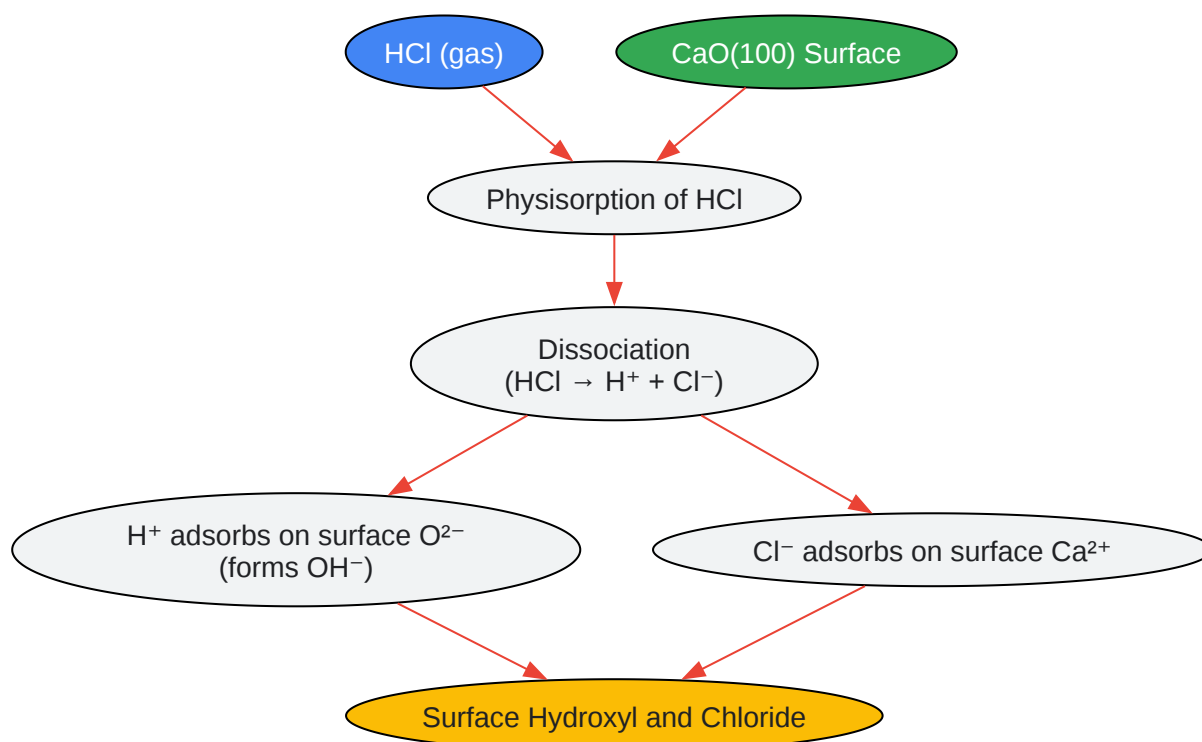 HCl (gas)
CaO(100) Surface
Physisorption of HCl
Dissociation
(HCl → H⁺ + Cl⁻)
H⁺ adsorbs on surface O²⁻
(forms OH⁻)
Cl⁻ adsorbs on surface Ca²⁺
Surface Hydroxyl and Chloride